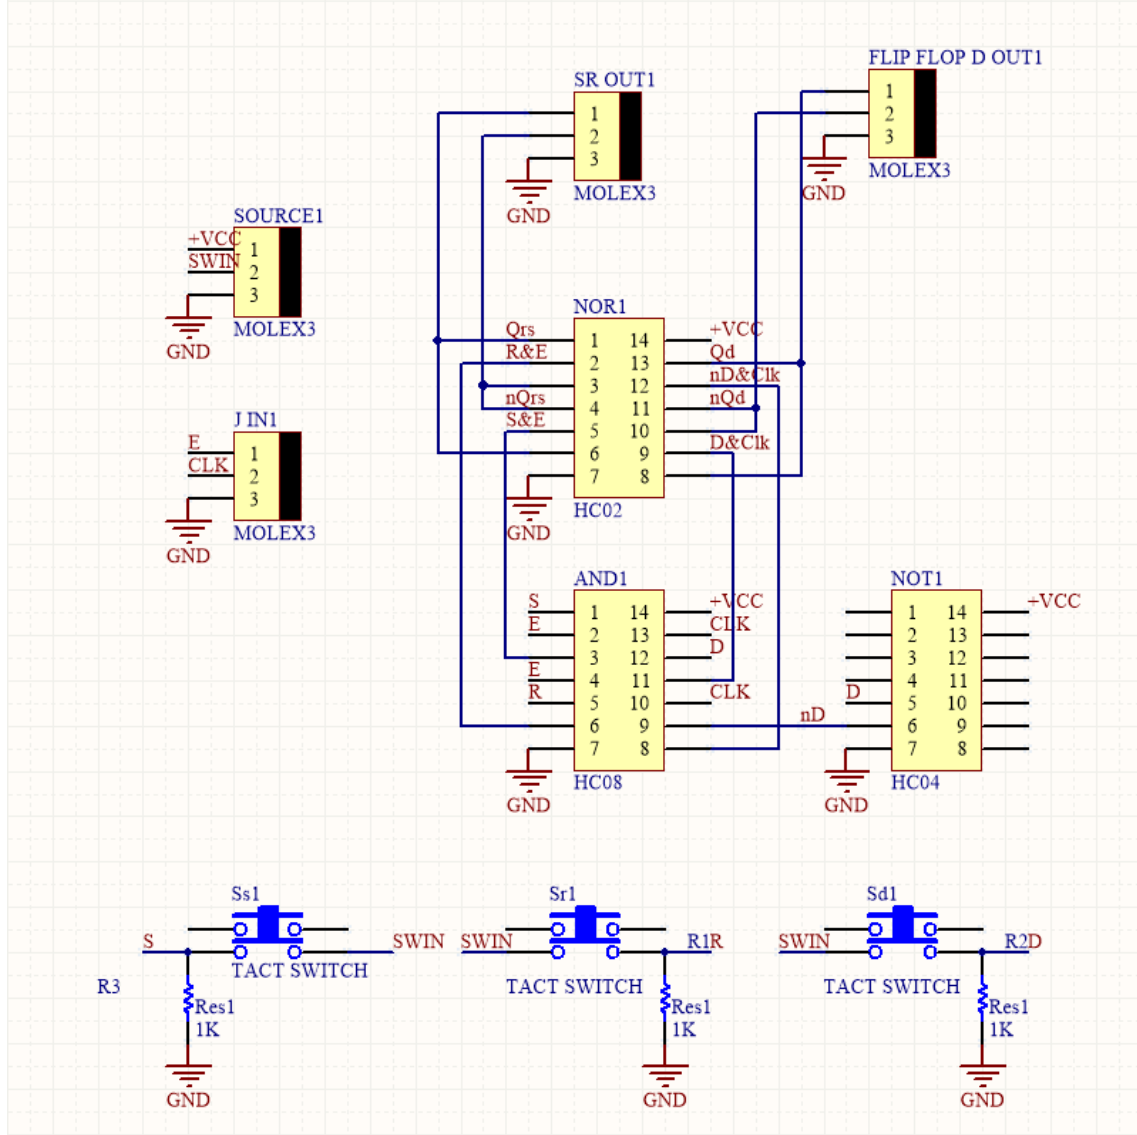 FLIP FLOP D OUT1
1
2
3
MOLEX3
GND
SR OUT1
1
2
3
MOLEX3
GND
SOURCE1
+VCC
SWIN
1
2
3
MOLEX3
GND
J IN1
E
CLK
1
2
3
MOLEX3
GND
NOR1
Qrs 1 14 +VCC
R&E 2 13 Qd
3 12 nD&Clk
nQrs 4 11 nQd
S&E 5 10
6 9 D&Clk
7 8
GND
HC02
AND1
S 1 14 +VCC
E 2 13 CLK
3 12 D
E 4 11
R 5 10 CLK
6 9 nD
7 8
GND
HC08
NOT1
1 14 +VCC
2 13
3 12
4 11
D 5 10
6 9
7 8
GND
HC04
Ss1
S
SWIN
TACT SWITCH
R3
Res1
1K
GND
Sr1
SWIN
R1R
TACT SWITCH
Res1
1K
GND
Sd1
SWIN
R2D
TACT SWITCH
Res1
1K
GND